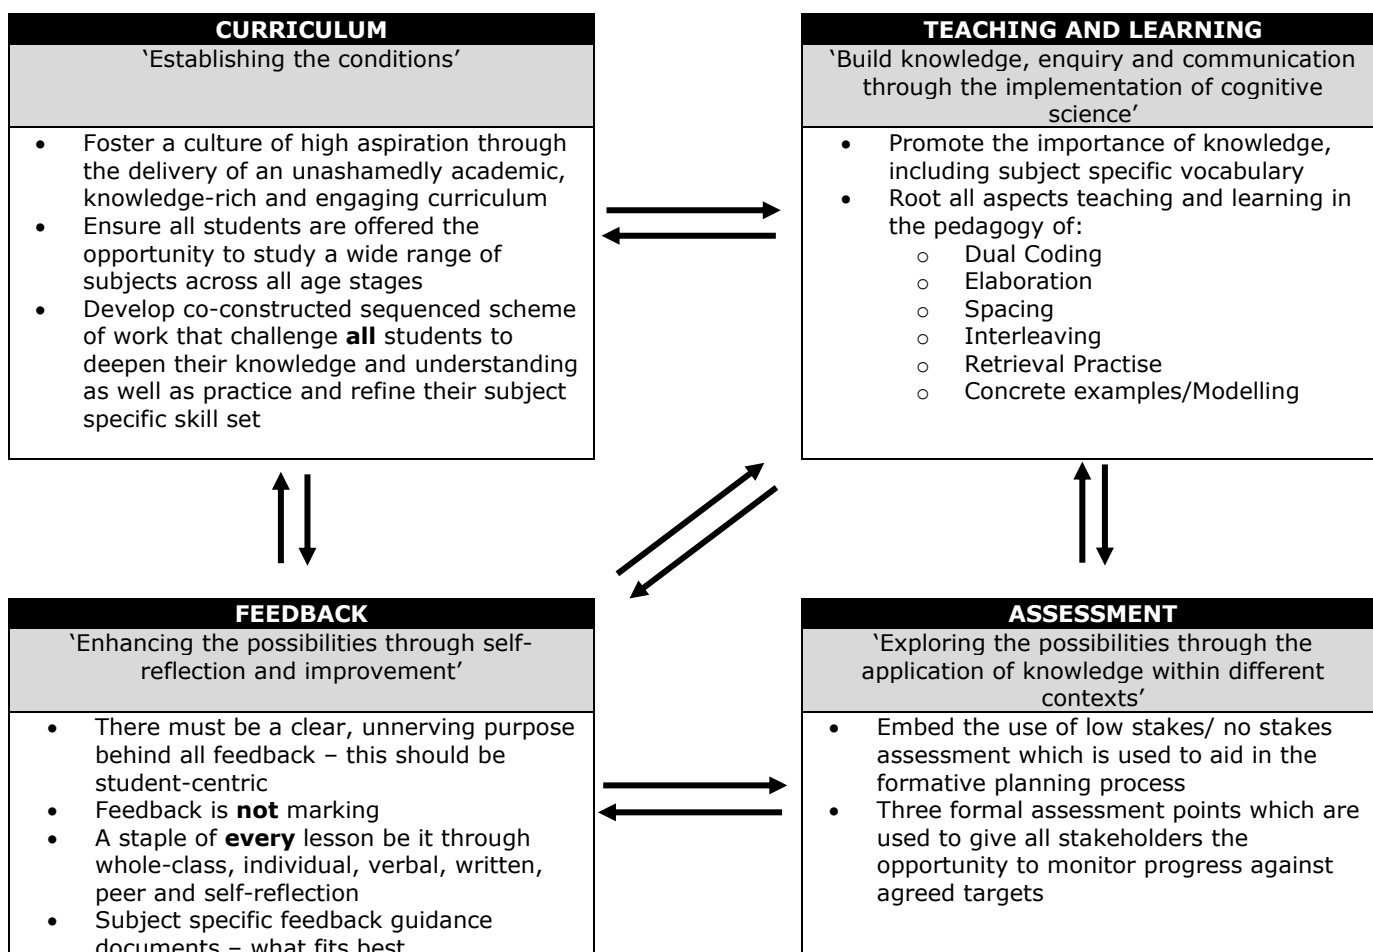 CURRICULUM
‘Establishing the conditions’
• Foster a culture of high aspiration through
the delivery of an unashamedly academic,
knowledge-rich and engaging curriculum
• Ensure all students are offered the
opportunity to study a wide range of
subjects across all age stages
• Develop co-constructed sequenced scheme
of work that challenge all students to
deepen their knowledge and understanding
as well as practice and refine their subject
specific skill set
TEACHING AND LEARNING
‘Build knowledge, enquiry and communication
through the implementation of cognitive
science’
• Promote the importance of knowledge,
including subject specific vocabulary
• Root all aspects teaching and learning in
the pedagogy of:
o Dual Coding
o Elaboration
o Spacing
o Interleaving
o Retrieval Practise
o Concrete examples/Modelling
FEEDBACK
‘Enhancing the possibilities through self-
reflection and improvement’
• There must be a clear, unnerving purpose
behind all feedback – this should be
student-centric
• Feedback is not marking
• A staple of every lesson be it through
whole-class, individual, verbal, written,
peer and self-reflection
• Subject specific feedback guidance
documents – what fits best
ASSESSMENT
‘Exploring the possibilities through the
application of knowledge within different
contexts’
• Embed the use of low stakes/ no stakes
assessment which is used to aid in the
formative planning process
• Three formal assessment points which are
used to give all stakeholders the
opportunity to monitor progress against
agreed targets